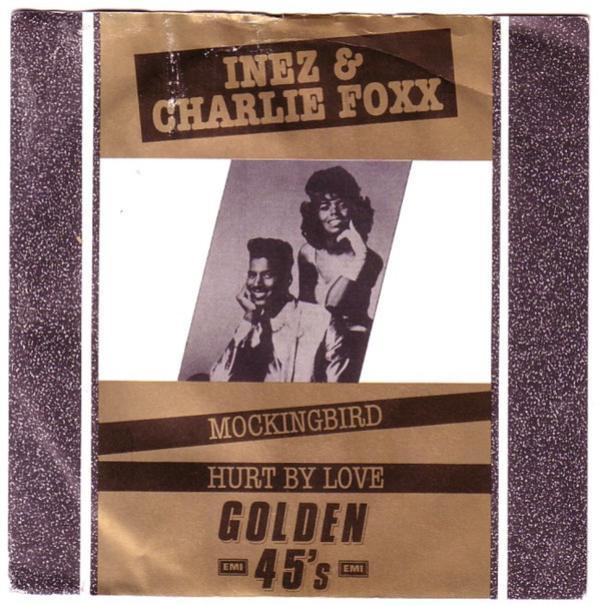 INEZ &
CHARLIE FOXX
MOCKINGBIRD
HURT BY LOVE
GOLDEN
EMI 45's EMI